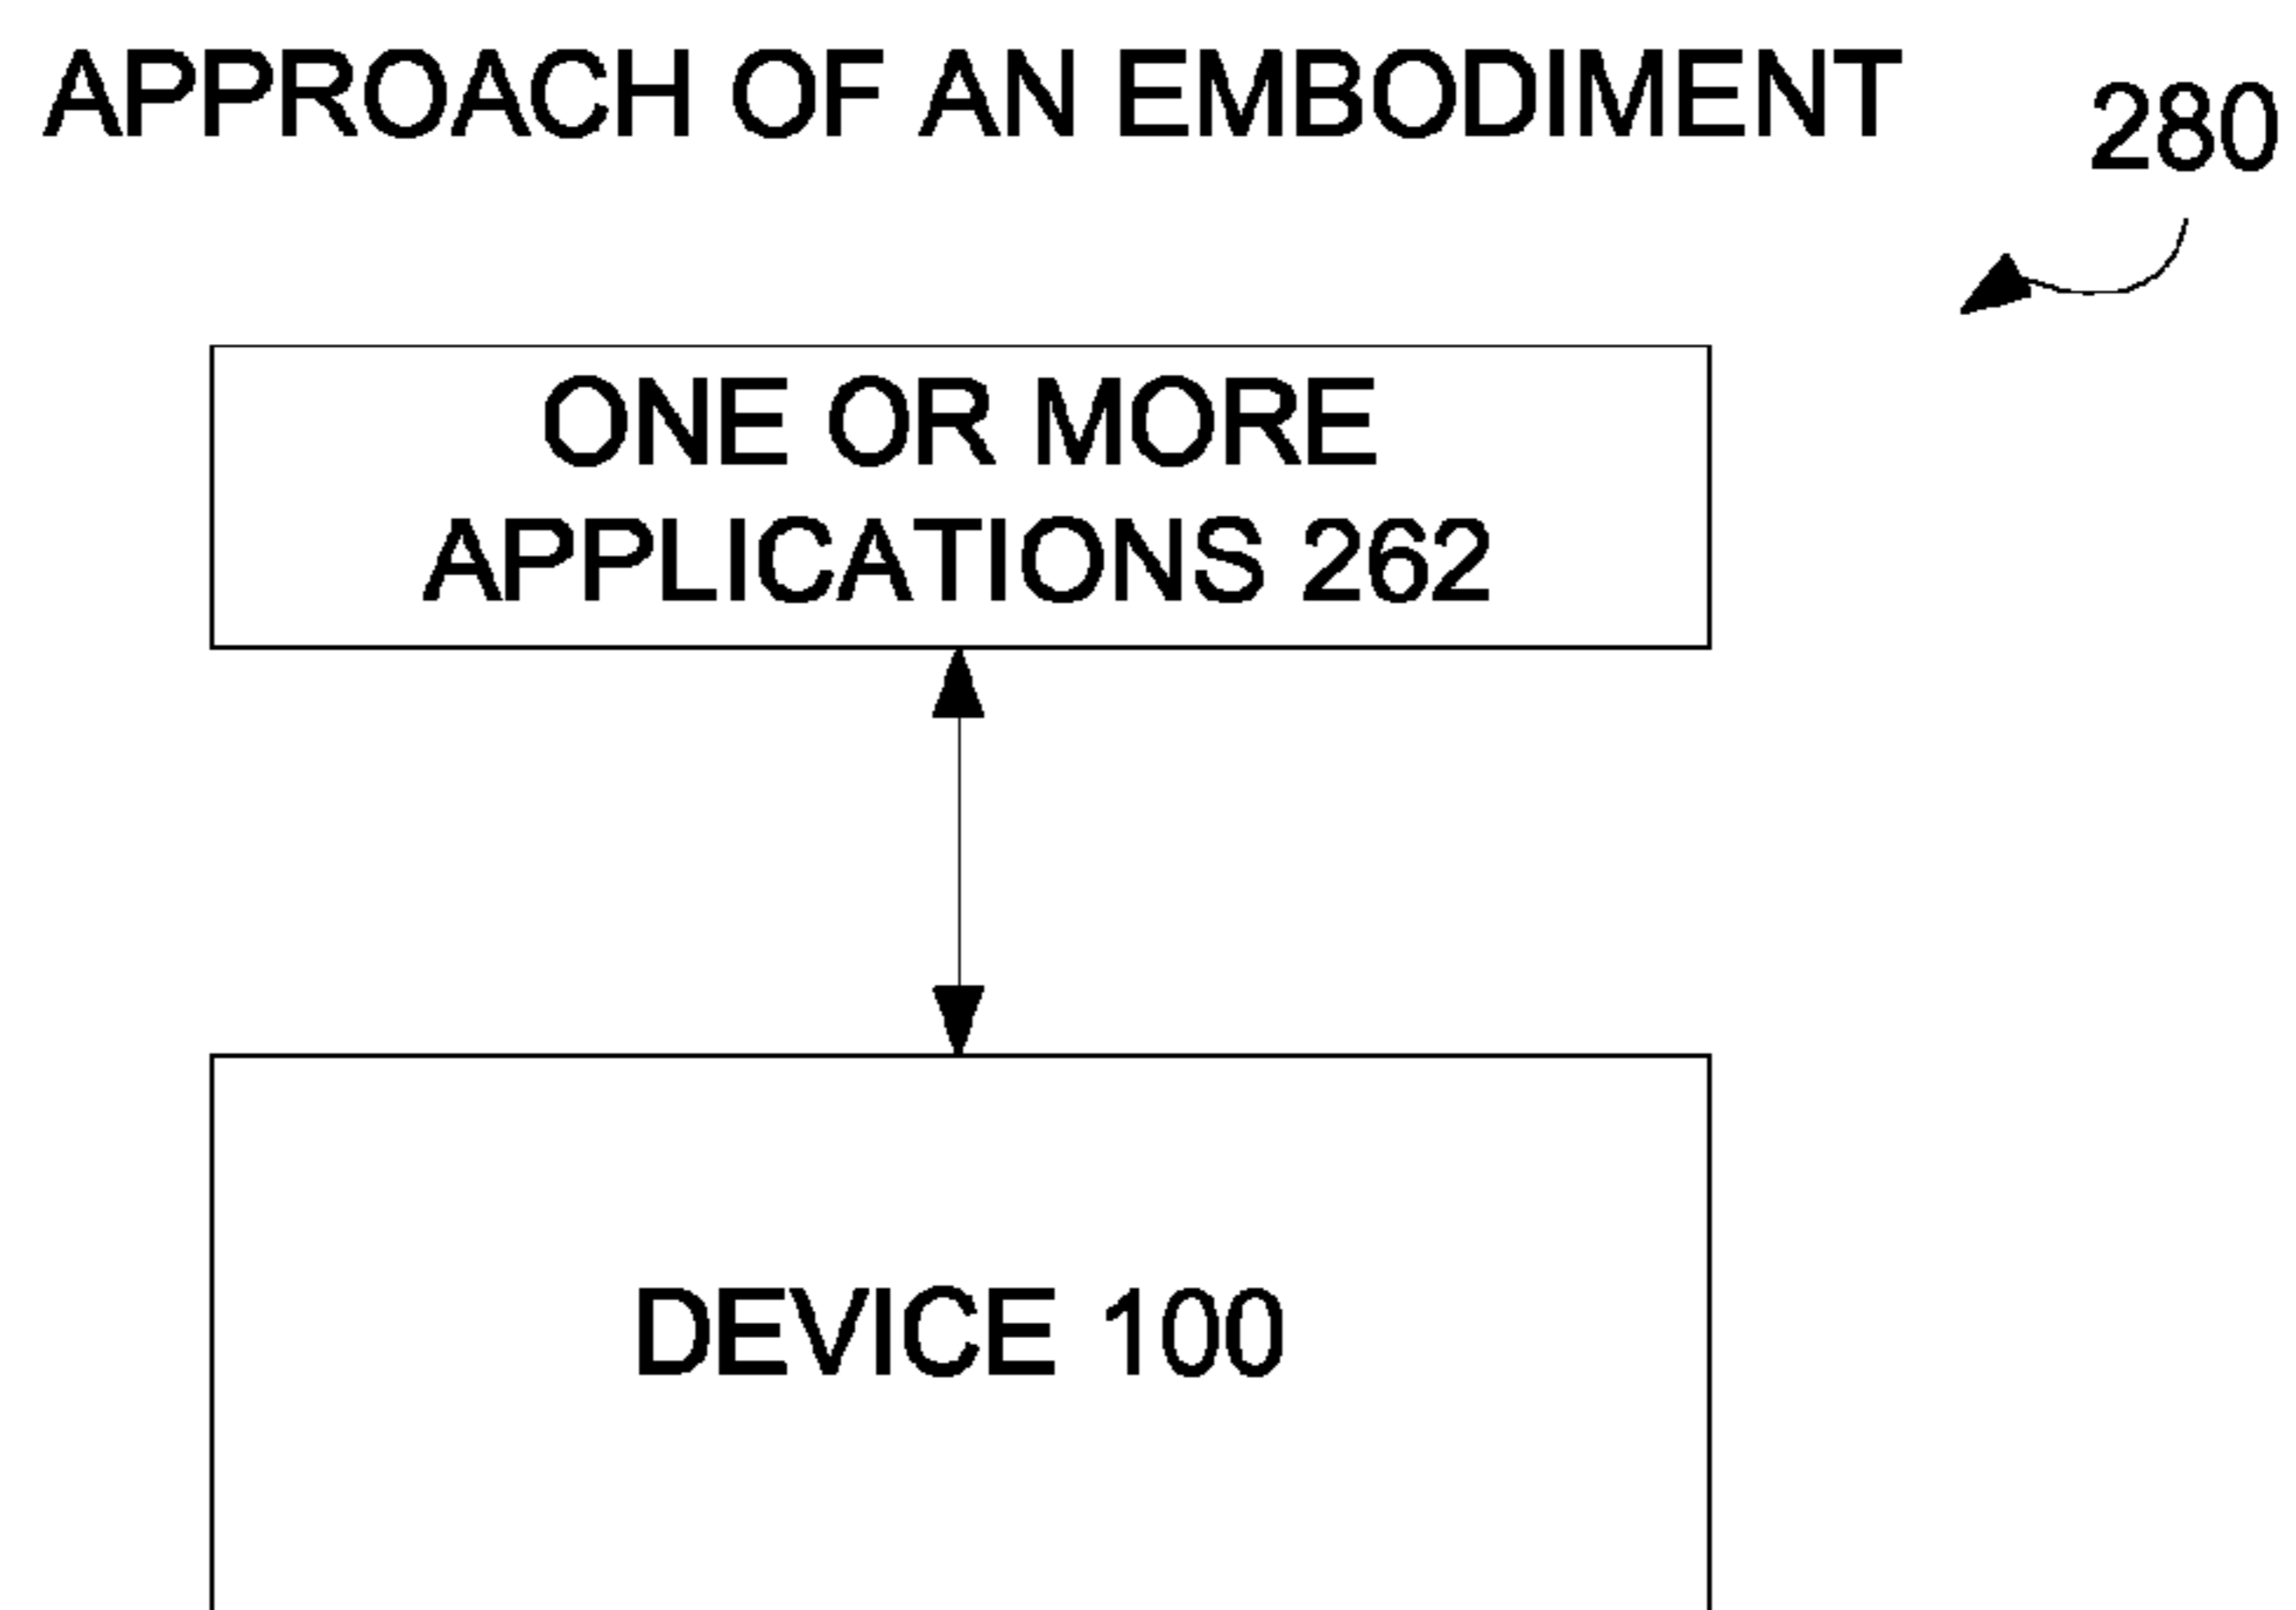 APPROACH OF AN EMBODIMENT
280
ONE OR MORE
APPLICATIONS 262
DEVICE 100